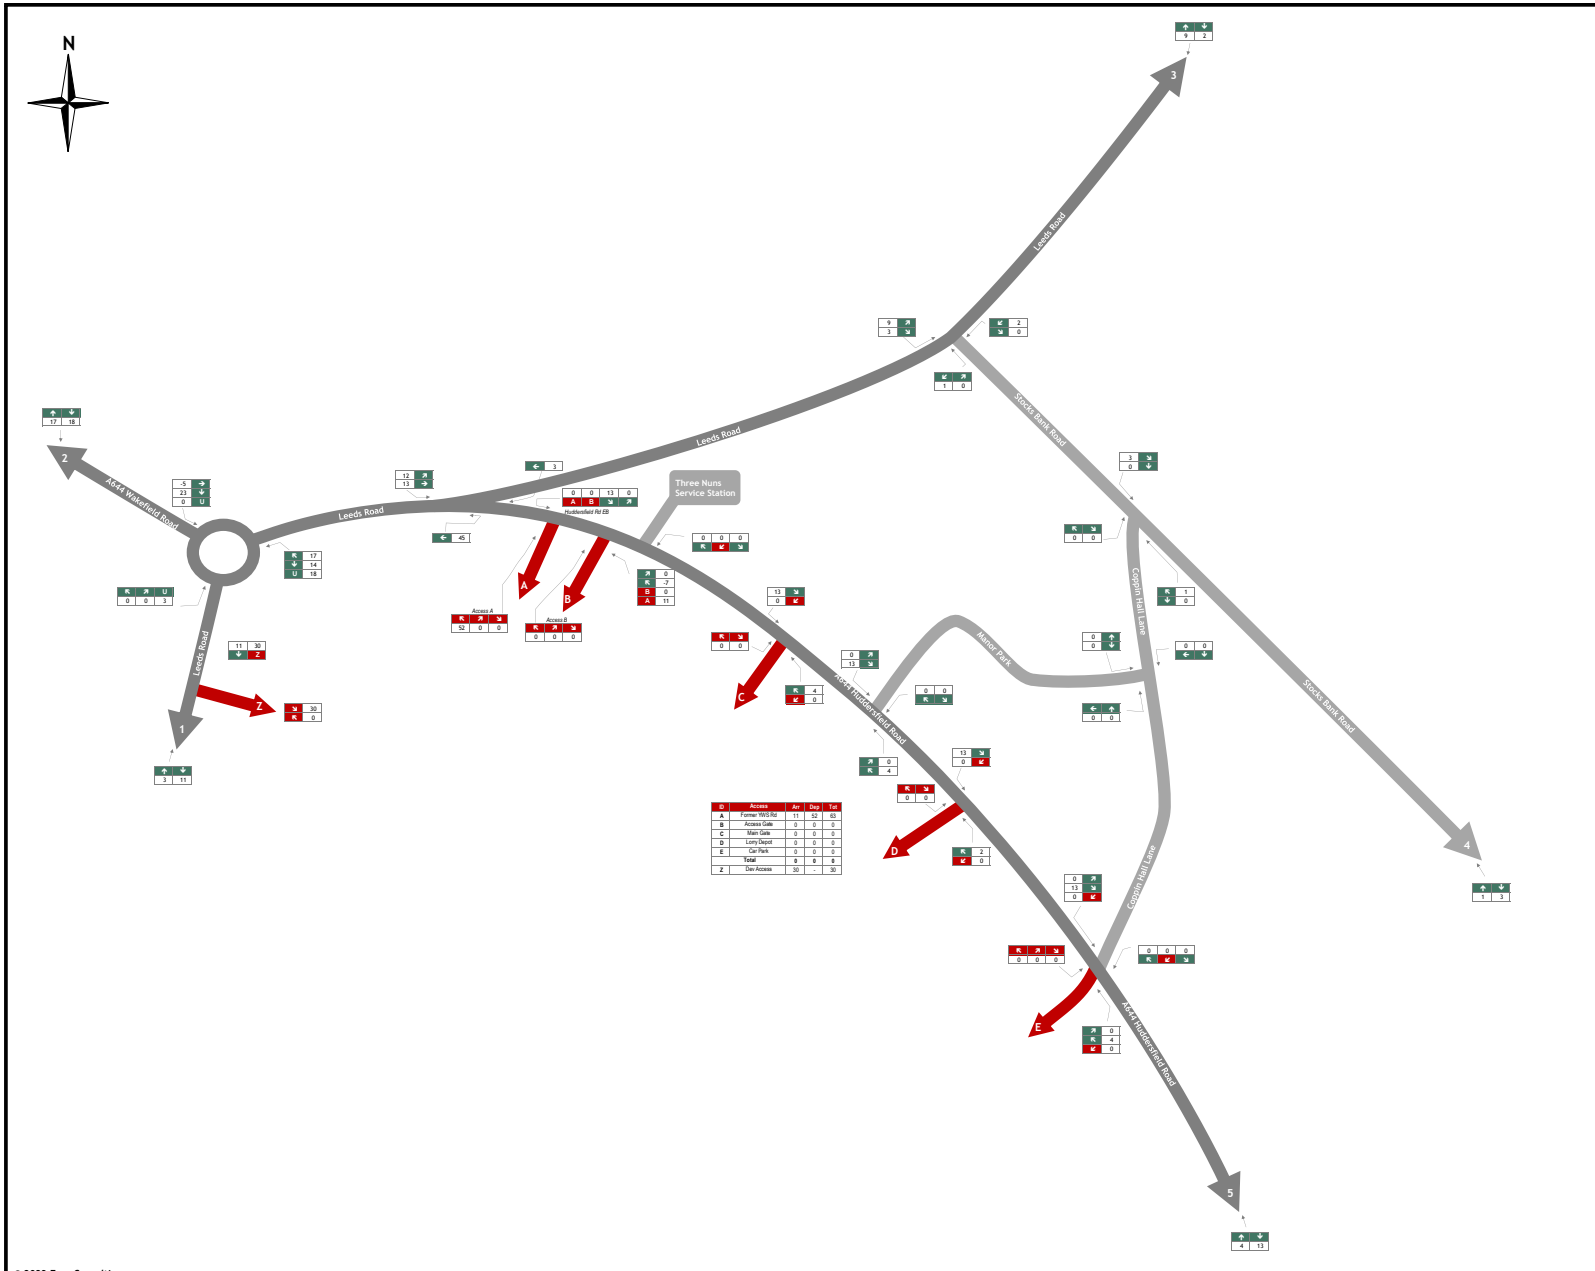 ↑ ↓
9 2
N
3
Leeds Road
9 ↗
3 ↘
↙ 2
↘ 0
↙ ↗
1 0
Stocks Bank Road
↑ ↓
17 18
2
A644 Wakefield Road
-5 →
23 ↓
0 U
12 ↗
13 →
← 3
Leeds Road
Leeds Road
← 45
0 0 13 0
A B ↘ ↗
Huddersfield Rd EB
Three Nuns
Service Station
3 ↘
0 ↓
↖ ↘
0 0
↖ 17
↓ 14
U 18
↖ ↗ U
0 0 3
0 0 0
↖ ↙ ↘
↗ 0
↖ -7
B 0
A 11
A
B
Access A
↖ ↗ ↘
52 0 0
Access B
↖ ↗ ↘
0 0 0
13 ↘
0 ↙
↖ 1
↓ 0
Coppin Hall Lane
Leeds Road
11 30
↓ Z
↖ ↘
0 0
0 ↗
13 ↘
Manor Park
0 ↑
0 ↓
0 0
← ↓
C
↖ 4
↙ 0
0 0
↖ ↘
← ↑
0 0
Z
↘ 30
↖ 0
1
A644 Huddersfield Road
Stocks Bank Road
↑ ↓
3 11
↗ 0
↖ 4
13 ↘
0 ↙
↖ ↘
0 0
ID Access Arr Dep Tot
A Former YWS Rd 11 52 63
B Access Gate 0 0 0
C Main Gate 0 0 0
D Lorry Depot 0 0 0
E Car Park 0 0 0
Total 0 0 0
Z Dev Access 30 - 30
D
↖ 2
↙ 0
4
↑ ↓
1 3
0 ↗
13 ↘
0 ↙
Coppin Hall Lane
↖ ↗ ↘
0 0 0
0 0 0
↖ ↙ ↘
E
↗ 0
↖ 4
↙ 0
A644 Huddersfield Road
5
↑ ↓
4 13